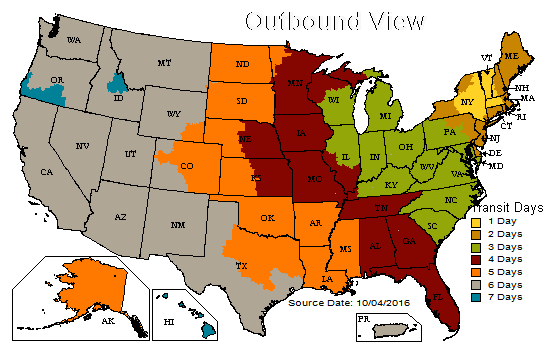 Outbound View
WA
OR
ID
MT
ND
MN
SD
WY
NE
IA
WI
MI
VT
ME
NY
NH
MA
RI
CT
PA
NJ
DE
MD
NV
UT
CO
KS
MO
IL
IN
OH
WV
VA
KY
CA
AZ
NM
OK
AR
TN
NC
SC
TX
LA
MS
AL
GA
FL
AK
HI
PR
Transit Days
1 Day
2 Days
3 Days
4 Days
5 Days
6 Days
7 Days
Source Date: 10/04/2016